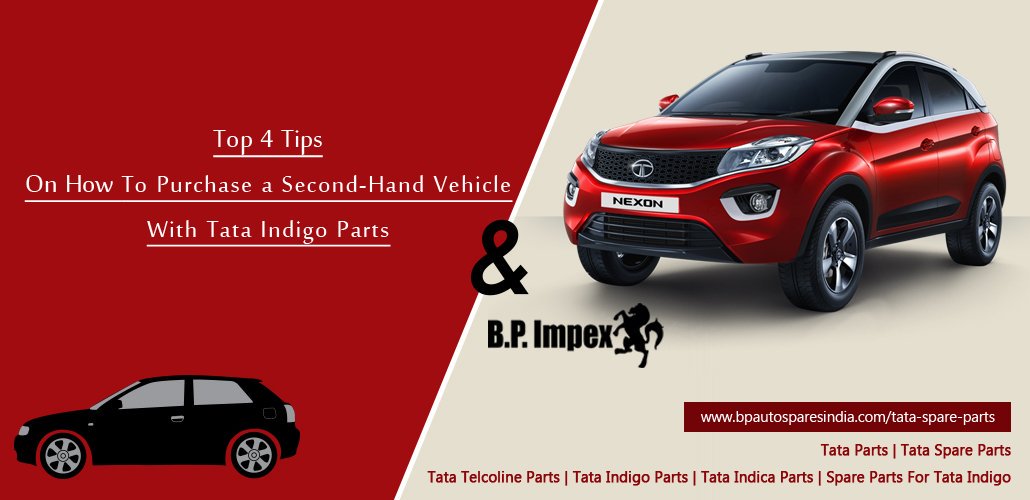 Top 4 Tips
On How To Purchase a Second-Hand Vehicle
With Tata Indigo Parts
&
NEXON
B.P. Impex
www.bpautosparesindia.com/tata-spare-parts
Tata Parts | Tata Spare Parts
Tata Telcoline Parts | Tata Indigo Parts | Tata Indica Parts | Spare Parts For Tata Indigo